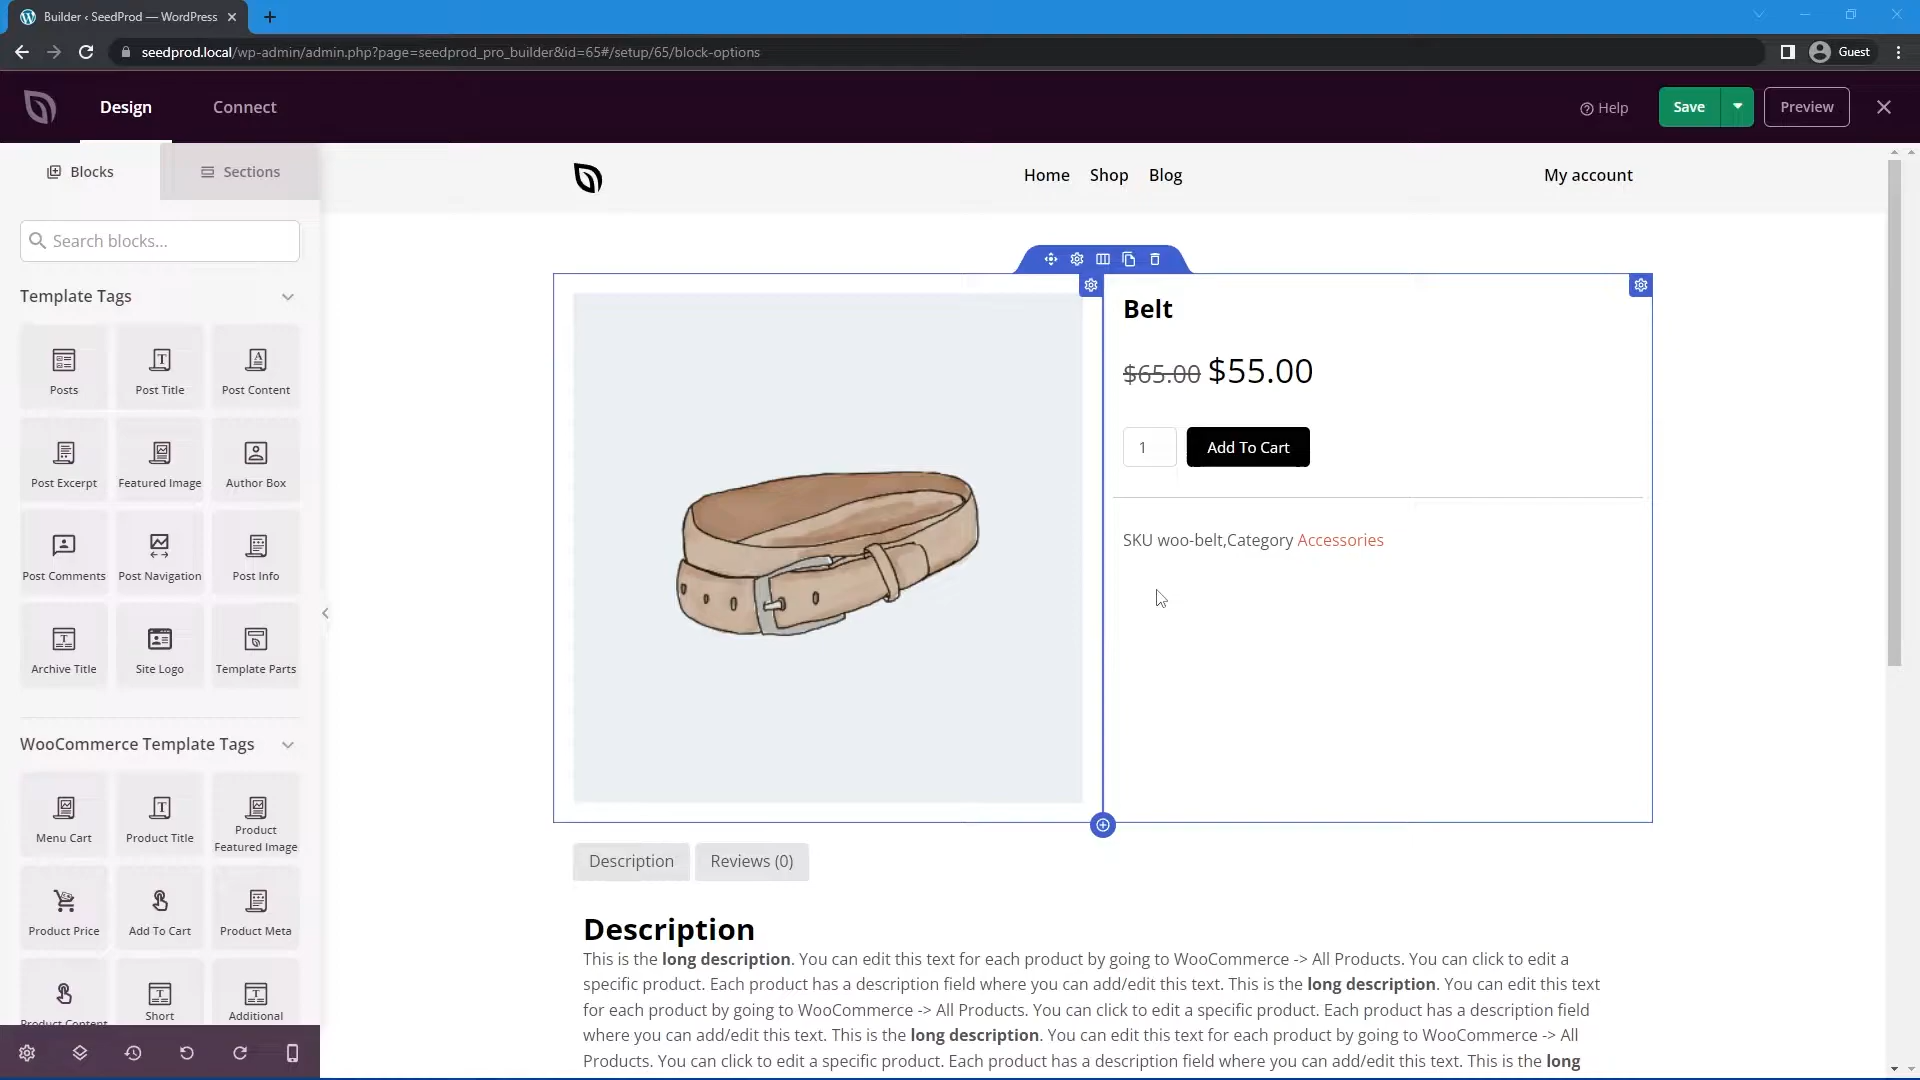 Builder ‹ SeedProd — WordPress
seedprod.local/wp-admin/admin.php?page=seedprod_pro_builder&id=65#/setup/65/block-options
Guest
Design
Connect
Help
Save
Preview
Blocks
Sections
Search blocks...
Template Tags
Posts
Post Title
Post Content
Post Excerpt
Featured Image
Author Box
Post Comments
Post Navigation
Post Info
Archive Title
Site Logo
Template Parts
WooCommerce Template Tags
Menu Cart
Product Title
Product
Featured Image
Product Price
Add To Cart
Product Meta
Product Content
Short
Additional
Home
Shop
Blog
My account
Belt
$65.00 $55.00
1
Add To Cart
SKU woo-belt,Category Accessories
Description
Reviews (0)
Description
This is the long description. You can edit this text for each product by going to WooCommerce -> All Products. You can click to edit a
specific product. Each product has a description field where you can add/edit this text. This is the long description. You can edit this text
for each product by going to WooCommerce -> All Products. You can click to edit a specific product. Each product has a description field
where you can add/edit this text. This is the long description. You can edit this text for each product by going to WooCommerce -> All
Products. You can click to edit a specific product. Each product has a description field where you can add/edit this text. This is the long